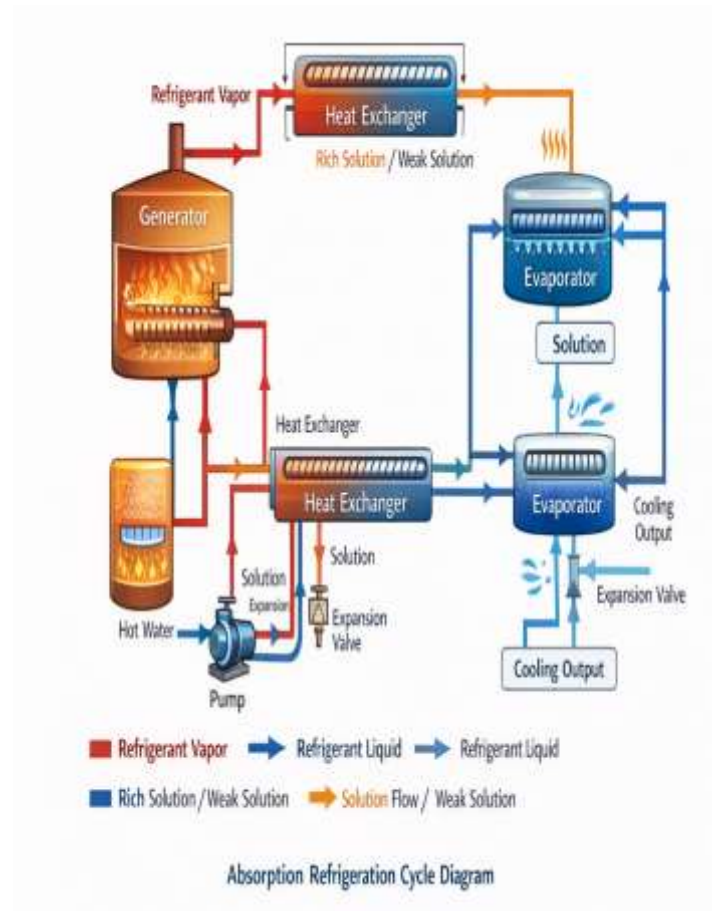 Refrigerant Vapor
Heat Exchanger
Rich Solution / Weak Solution
Generator
Evaporator
Solution
Heat Exchanger
Heat Exchanger
Evaporator
Cooling
Output
Solution
Solution
Expansion
Expansion
Valve
Expansion Valve
Hot Water
Cooling Output
Pump
Refrigerant Vapor
Refrigerant Liquid
Refrigerant Liquid
Rich Solution / Weak Solution
Solution Flow / Weak Solution
Absorption Refrigeration Cycle Diagram